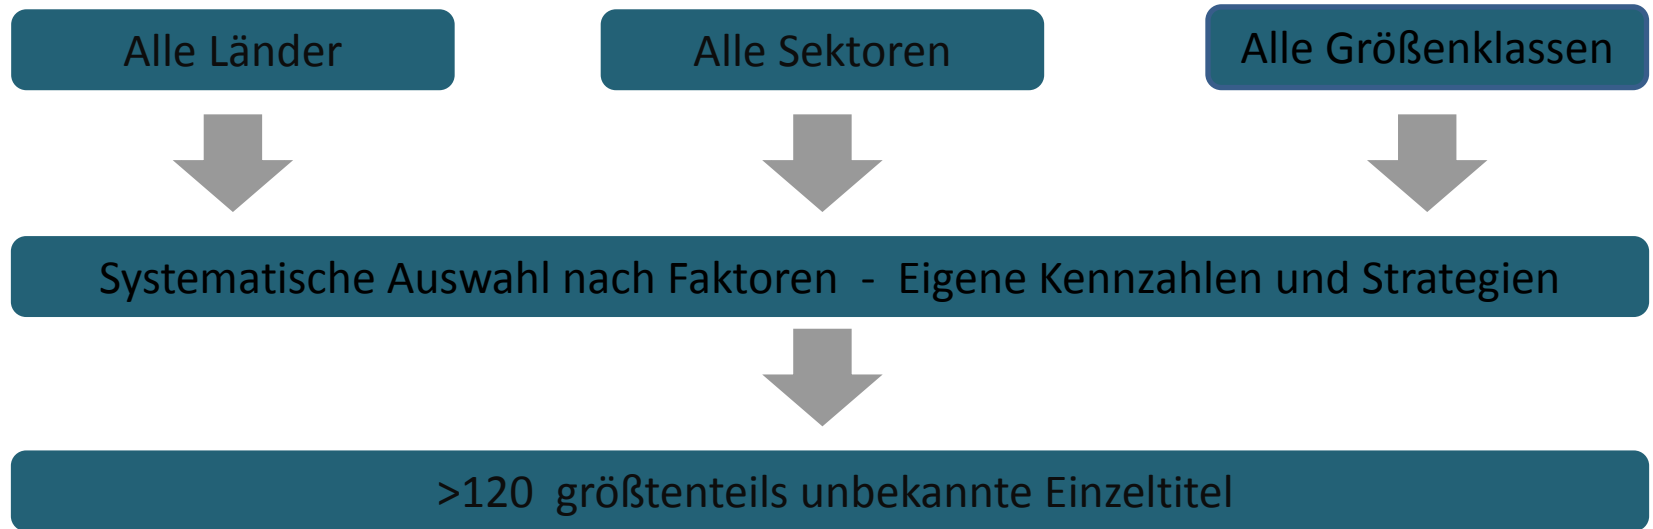 Alle Länder
Alle Sektoren
Alle Größenklassen
Systematische Auswahl nach Faktoren - Eigene Kennzahlen und Strategien
>120 größtenteils unbekannte Einzeltitel